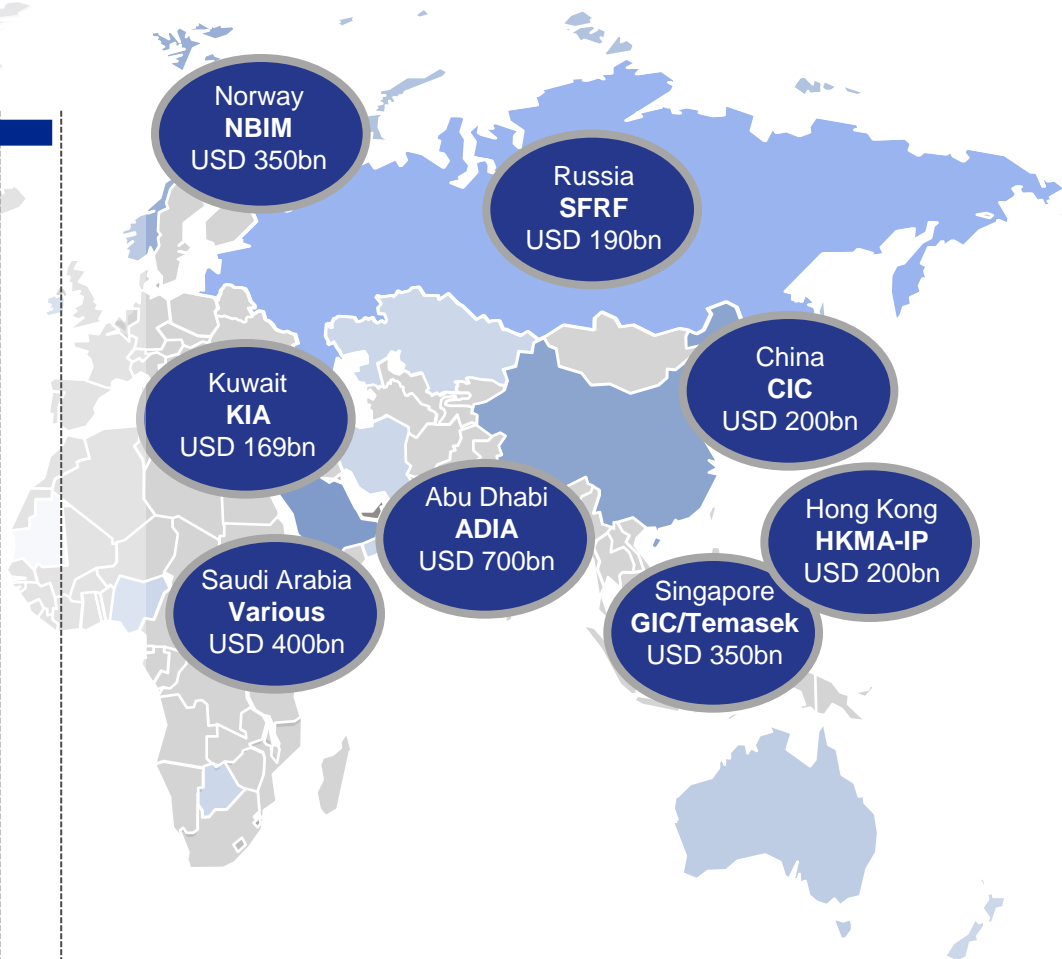 Norway
NBIM
USD 350bn
Russia
SFRF
USD 190bn
China
CIC
USD 200bn
Kuwait
KIA
USD 169bn
Abu Dhabi
ADIA
USD 700bn
Hong Kong
HKMA-IP
USD 200bn
Saudi Arabia
Various
USD 400bn
Singapore
GIC/Temasek
USD 350bn